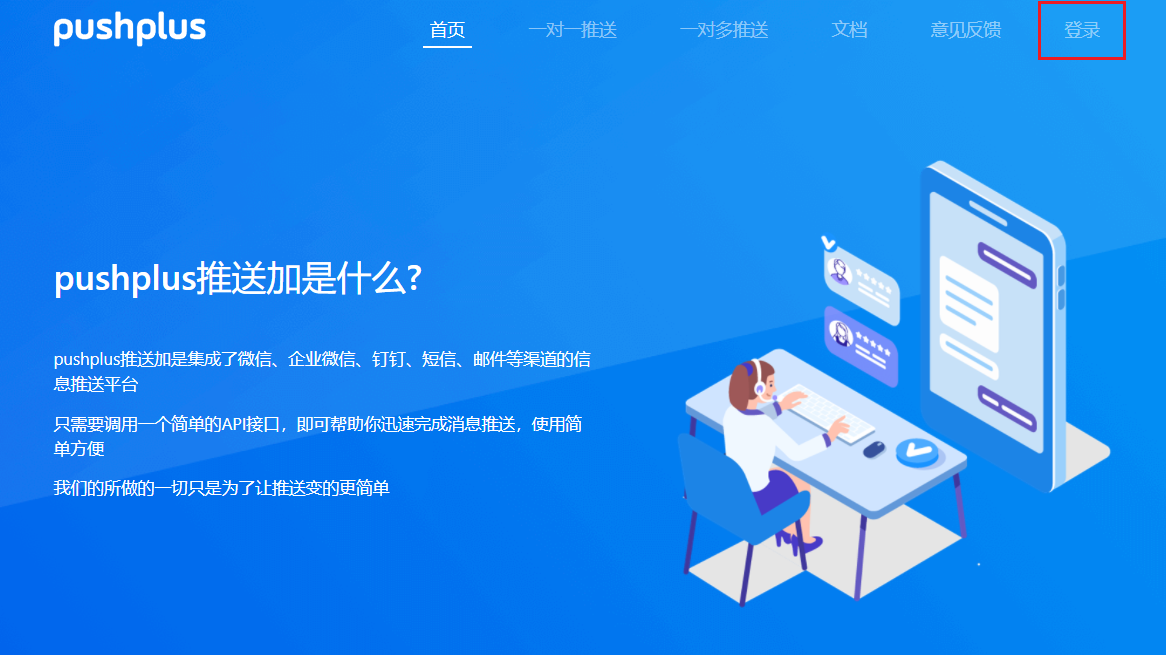 pushplus
首页 一对一推送 一对多推送 文档 意见反馈 登录
pushplus推送加是什么?
pushplus推送加是集成了微信、企业微信、钉钉、短信、邮件等渠道的信
息推送平台
只需要调用一个简单的API接口，即可帮助你迅速完成消息推送，使用简
单方便
我们的所做的一切只是为了让推送变的更简单